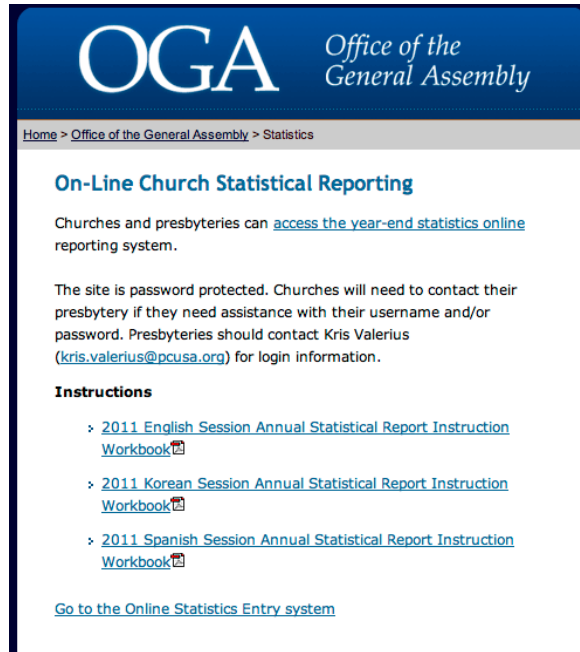 OGA
Office of the
General Assembly
Home > Office of the General Assembly > Statistics
On-Line Church Statistical Reporting
Churches and presbyteries can access the year-end statistics online
reporting system.
The site is password protected. Churches will need to contact their
presbytery if they need assistance with their username and/or
password. Presbyteries should contact Kris Valerius
(kris.valerius@pcusa.org) for login information.
Instructions
2011 English Session Annual Statistical Report Instruction
Workbook
2011 Korean Session Annual Statistical Report Instruction
Workbook
2011 Spanish Session Annual Statistical Report Instruction
Workbook
Go to the Online Statistics Entry system